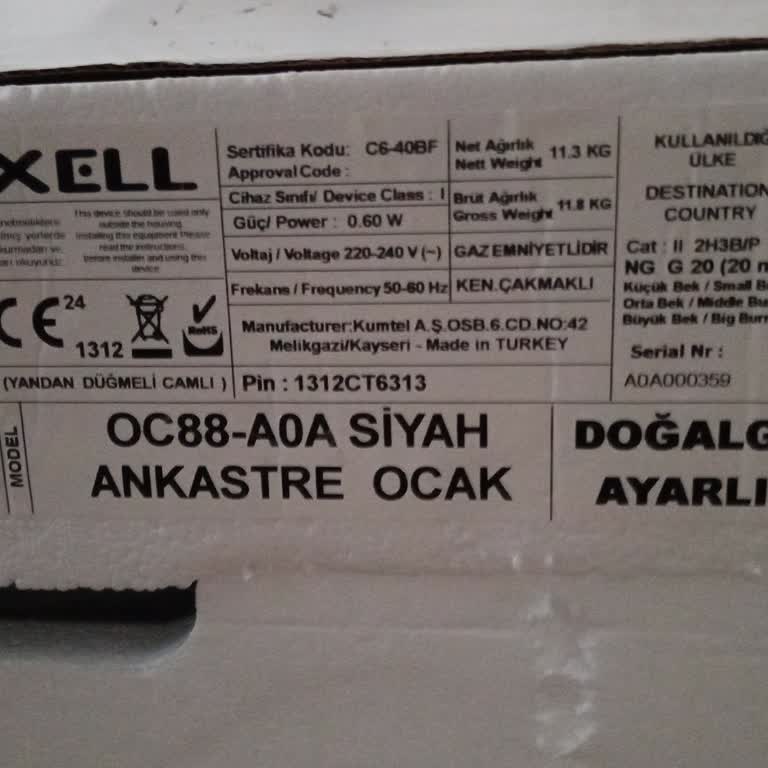 XELL
This device should be used only
outside the housing.
installing this equipment Please
read the instructions.
before installer and using this
device
CE 24
1312
RoHS
(YANDAN DÜĞMELİ CAMLI )
Sertifika Kodu: C6-40BF
Approval Code :
Cihaz Sınıfı/ Device Class : I
Güç/ Power : 0.60 W
Voltaj / Voltage 220-240 V (~)
Frekans / Frequency 50-60 Hz
Net Ağırlık
Nett Weight 11.3 KG
Brüt Ağırlık
Gross Weight 11.8 KG
GAZ EMNİYETLİDİR
KEN.ÇAKMAKLI
Manufacturer:Kumtel A.Ş.OSB.6.CD.NO:42
Melikgazi/Kayseri - Made in TURKEY
Pin : 1312CT6313
KULLANILDIĞ
ÜLKE
DESTINATION
COUNTRY
Cat : II 2H3B/P
NG G 20 (20 m
Küçük Bek / Small B
Orta Bek / Middle Bu
Büyük Bek / Big Burn
Serial Nr :
A0A000359
MODEL
OC88-A0A SİYAH
ANKASTRE OCAK
DOĞALG
AYARLI